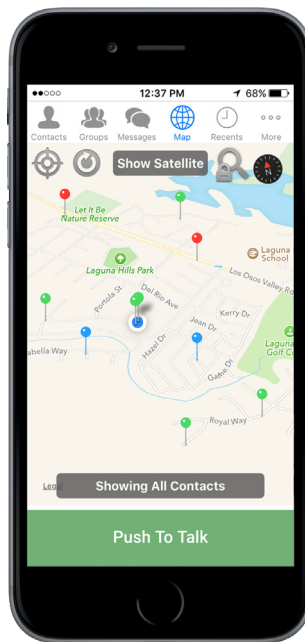 12:37 PM 68%
Contacts Groups Messages Map Recents More
Show Satellite
N
Let It Be
Nature Reserve
Laguna
School
Laguna Hills Park
Los Osos Valley Ro
Portola St
Del Rio Ave
Kerry Dr
Jean Dr
Laguna
Golf Co
abella Way
Hazel Dr
Game Dr
Royal Way
Legal
Showing All Contacts
Push To Talk